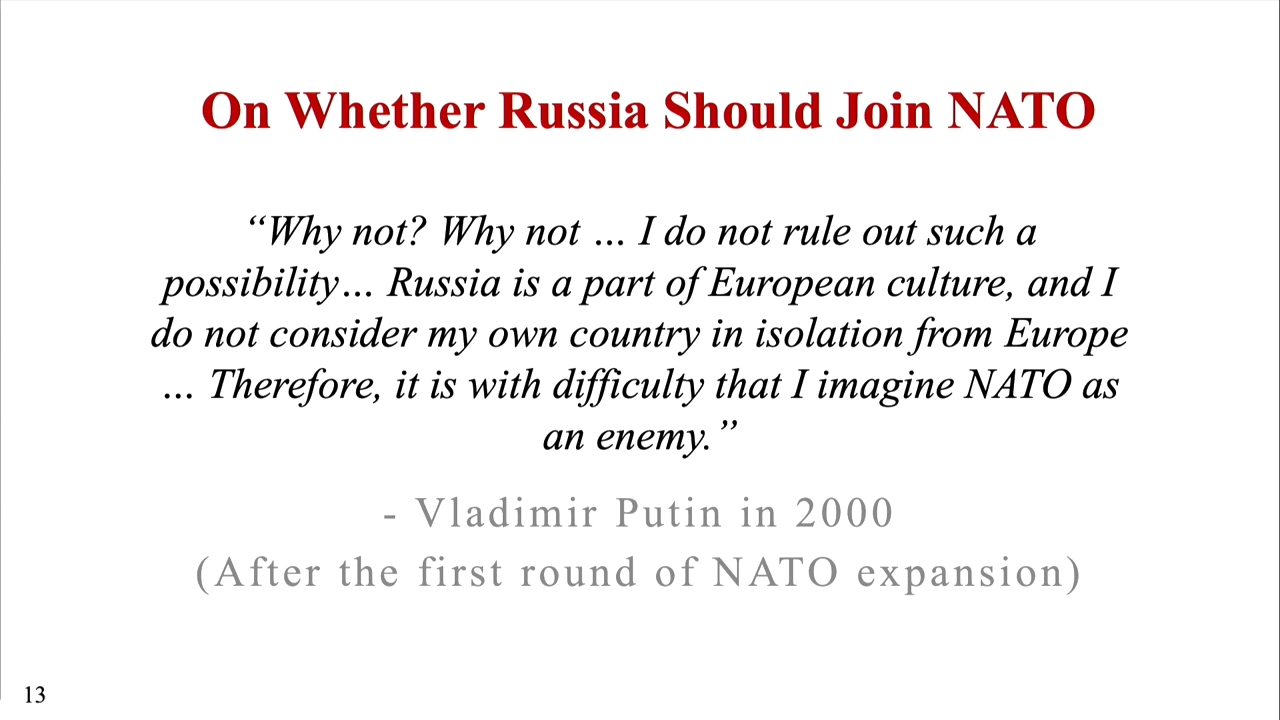 On Whether Russia Should Join NATO
“Why not? Why not … I do not rule out such a
possibility… Russia is a part of European culture, and I
do not consider my own country in isolation from Europe
… Therefore, it is with difficulty that I imagine NATO as
an enemy.”
- Vladimir Putin in 2000
(After the first round of NATO expansion)
13